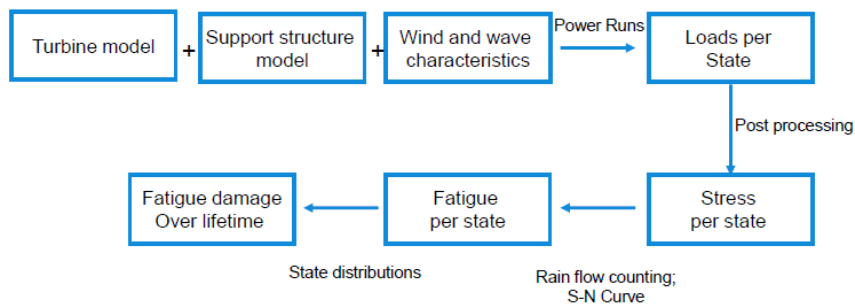 Turbine model
+
Support structure
model
+
Wind and wave
characteristics
Power Runs
Loads per
State
Post processing
Stress
per state
Rain flow counting;
S-N Curve
Fatigue
per state
State distributions
Fatigue damage
Over lifetime